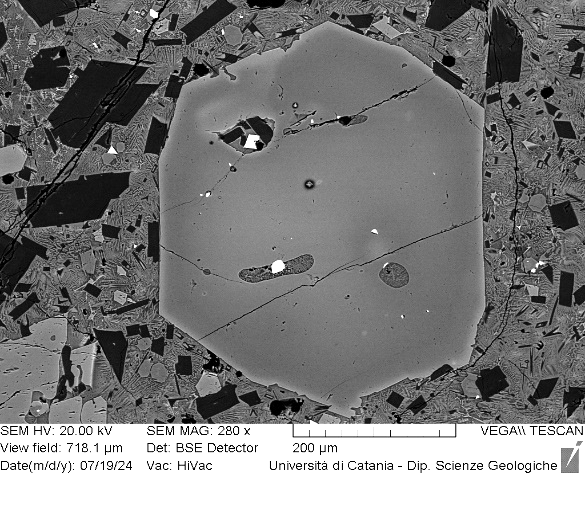 SEM HV: 20.00 kV SEM MAG: 280 x VEGA\\ TESCAN
View field: 718.1 µm Det: BSE Detector 200 µm
Date(m/d/y): 07/19/24 Vac: HiVac Università di Catania - Dip. Scienze Geologiche